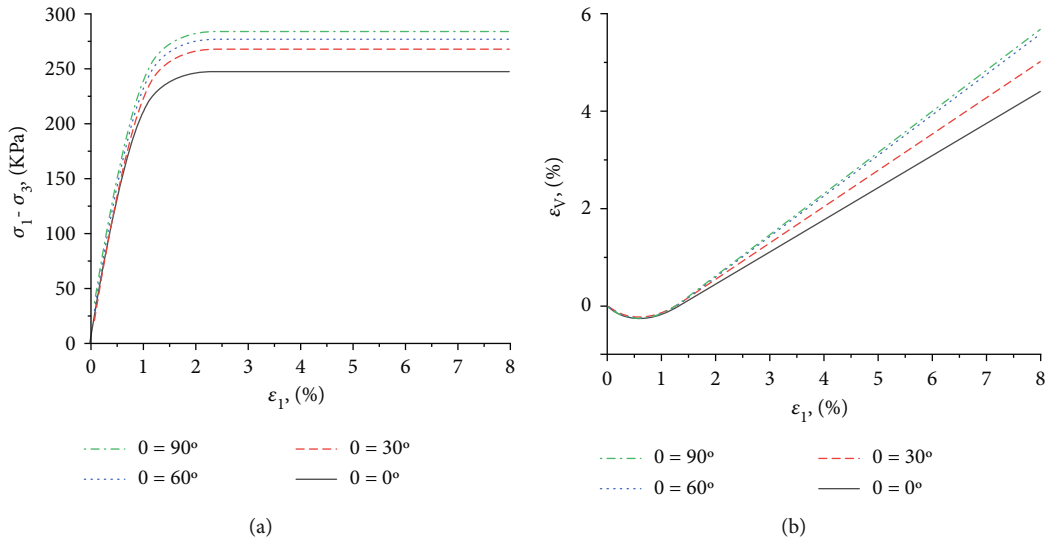 300
250
200
150
100
50
0
σ1 - σ3, (KPa)
0 1 2 3 4 5 6 7 8
ε1, (%)
0 = 90º
0 = 30º
0 = 60º
0 = 0º
(a)
6
4
2
0
εV, (%)
0 1 2 3 4 5 6 7 8
ε1, (%)
0 = 90º
0 = 30º
0 = 60º
0 = 0º
(b)